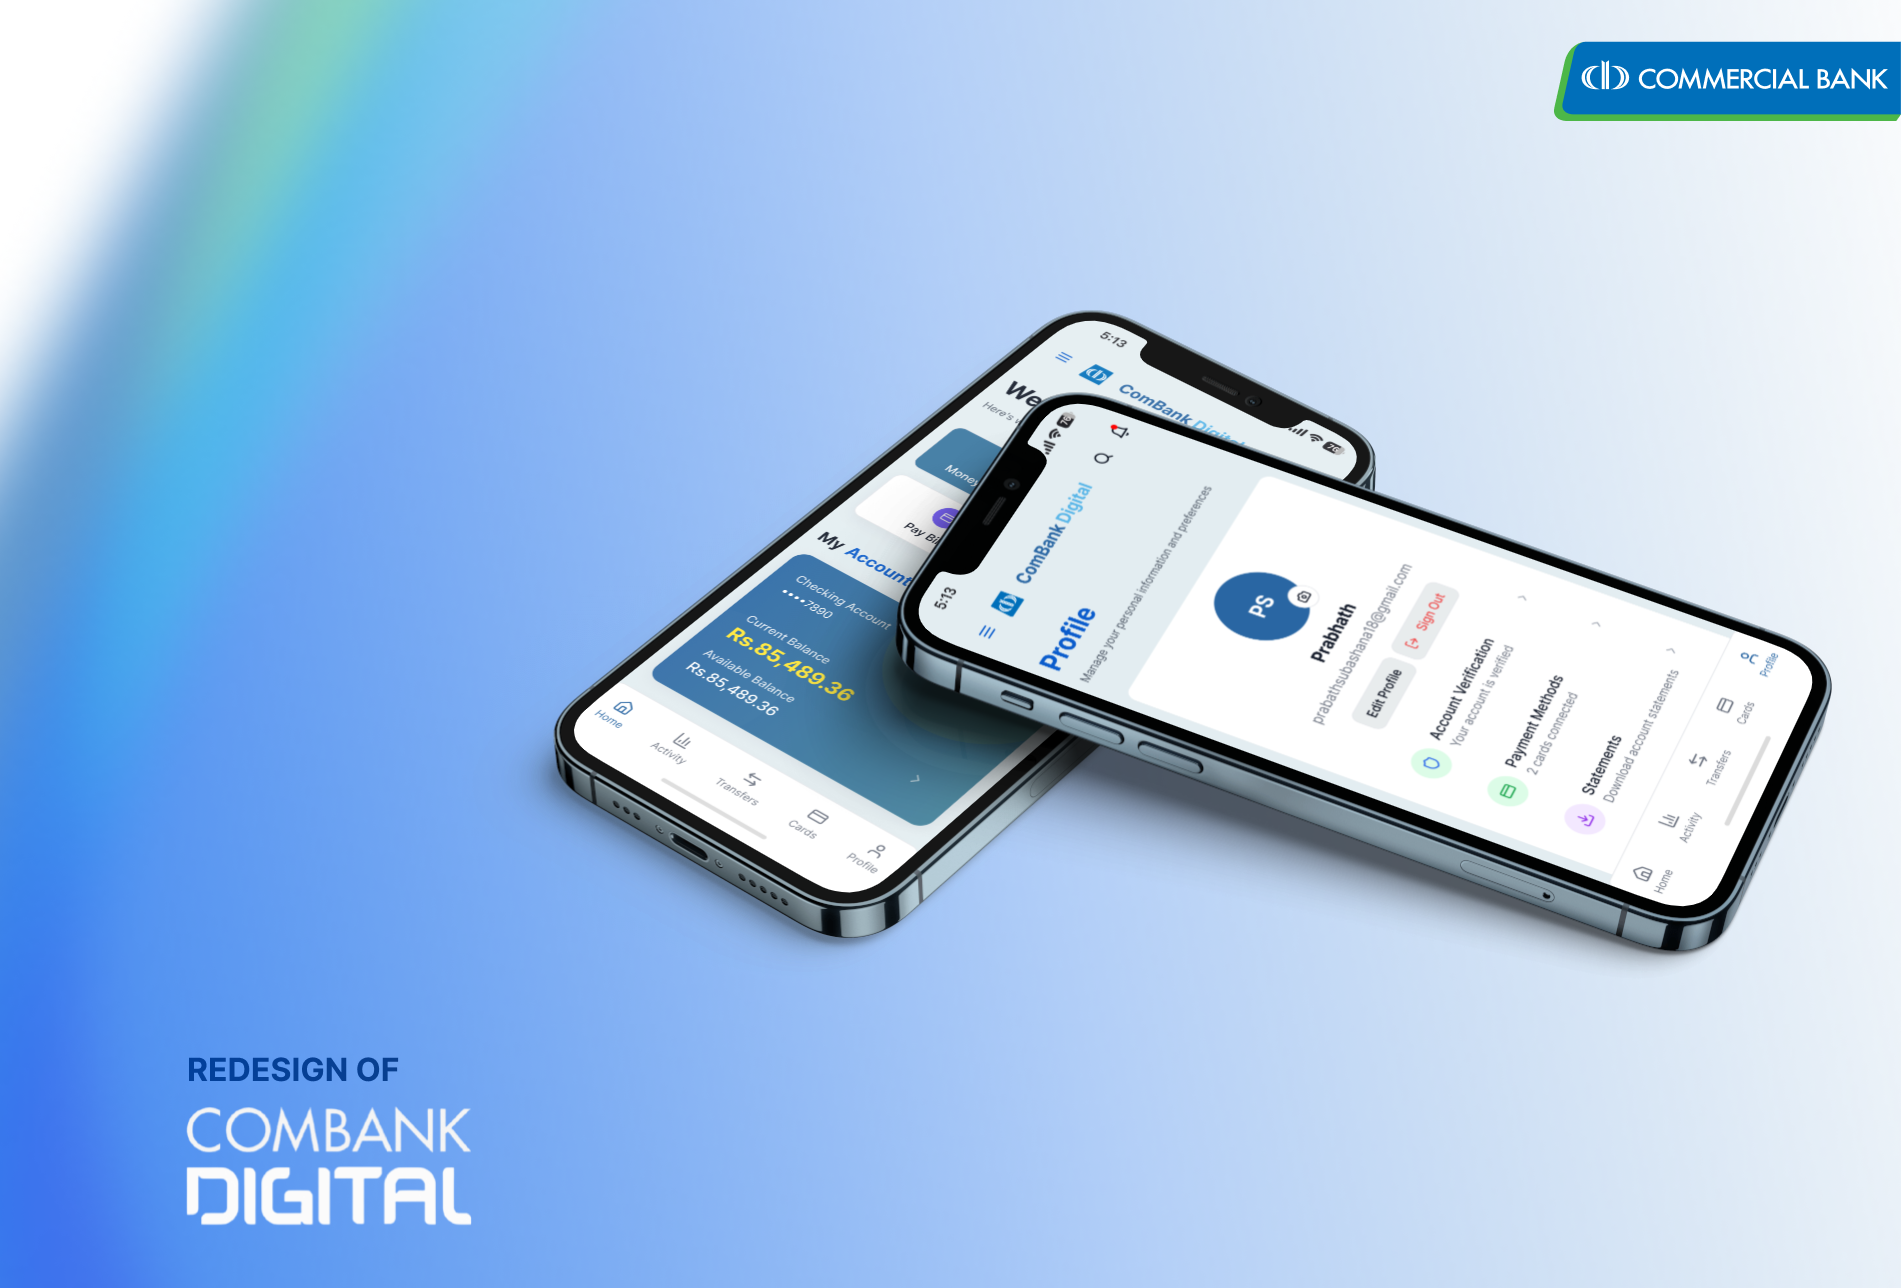 COMMERCIAL BANK
5:13
ComBank Digital
We
Here's
Money
Pay Bi
My Account
Checking Account
••••7890
Current Balance
Rs.85,489.36
Available Balance
Rs.85,489.36
Home
Activity
Transfers
Cards
Profile
5:13
ComBank Digital
Profile
Manage your personal information and preferences
PS
Prabhath
prabathsubashana18@gmail.com
Edit Profile
Sign Out
Account Verification
Your account is verified
Payment Methods
2 cards connected
Statements
Download account statements
Home
Activity
Transfers
Cards
Profile
REDESIGN OF
COMBANK
DIGITAL